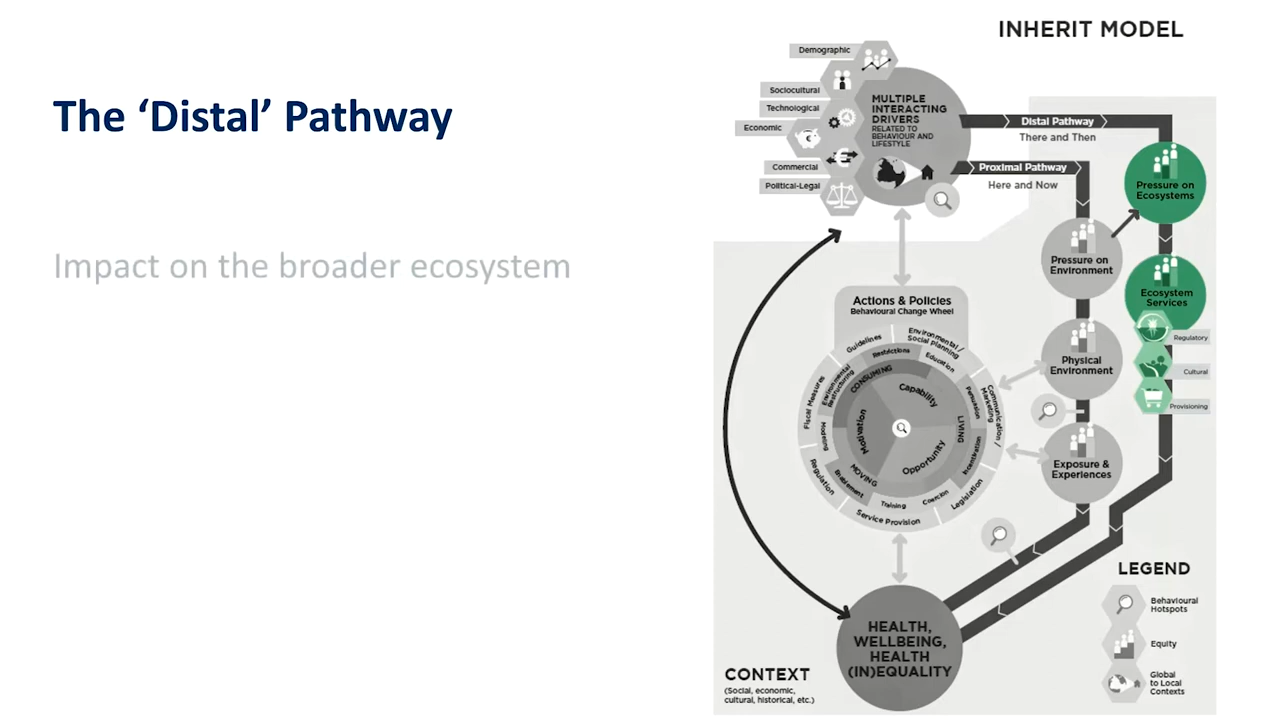 The ‘Distal’ Pathway
Impact on the broader ecosystem
INHERIT MODEL
Demographic
Sociocultural
Technological
Economic
Commercial
Political-Legal
MULTIPLE
INTERACTING
DRIVERS
RELATED TO
BEHAVIOUR AND
LIFESTYLE
Distal Pathway
There and Then
Proximal Pathway
Here and Now
Pressure on
Ecosystems
Pressure on
Environment
Ecosystem
Services
Regulatory
Cultural
Provisioning
Physical
Environment
Exposure &
Experiences
Actions & Policies
Behavioural Change Wheel
Guidelines
Environmental /
Social Planning
Communication /
Marketing
Legislation
Service Provision
Regulation
Fiscal Measures
Restrictions
Education
Persuasion
Incentivisation
Coercion
Training
Enablement
Modeling
Environmental
Restructuring
CONSUMING
LIVING
MOVING
Capability
Opportunity
Motivation
HEALTH,
WELLBEING,
HEALTH
(IN)EQUALITY
CONTEXT
(Social, economic,
cultural, historical, etc.)
LEGEND
Behavioural
Hotspots
Equity
Global
to Local
Contexts